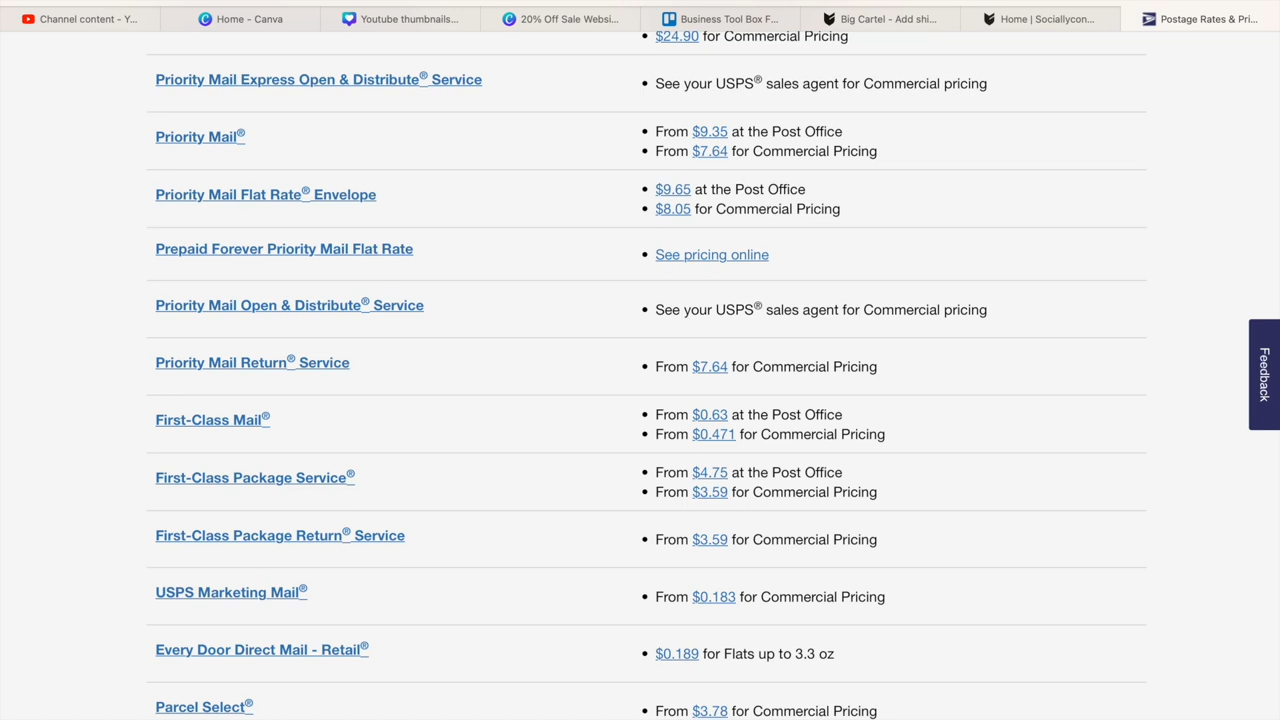 Channel content - Y...
Home - Canva
Youtube thumbnails...
20% Off Sale Websi...
Business Tool Box F...
Big Cartel - Add shi...
Home | Sociallycon...
Postage Rates & Pri...
• $24.90 for Commercial Pricing
Priority Mail Express Open & Distribute® Service
• See your USPS® sales agent for Commercial pricing
Priority Mail®
• From $9.35 at the Post Office
• From $7.64 for Commercial Pricing
Priority Mail Flat Rate® Envelope
• $9.65 at the Post Office
• $8.05 for Commercial Pricing
Prepaid Forever Priority Mail Flat Rate
• See pricing online
Priority Mail Open & Distribute® Service
• See your USPS® sales agent for Commercial pricing
Priority Mail Return® Service
• From $7.64 for Commercial Pricing
First-Class Mail®
• From $0.63 at the Post Office
• From $0.471 for Commercial Pricing
First-Class Package Service®
• From $4.75 at the Post Office
• From $3.59 for Commercial Pricing
First-Class Package Return® Service
• From $3.59 for Commercial Pricing
USPS Marketing Mail®
• From $0.183 for Commercial Pricing
Every Door Direct Mail - Retail®
• $0.189 for Flats up to 3.3 oz
Parcel Select®
• From $3.78 for Commercial Pricing
Feedback